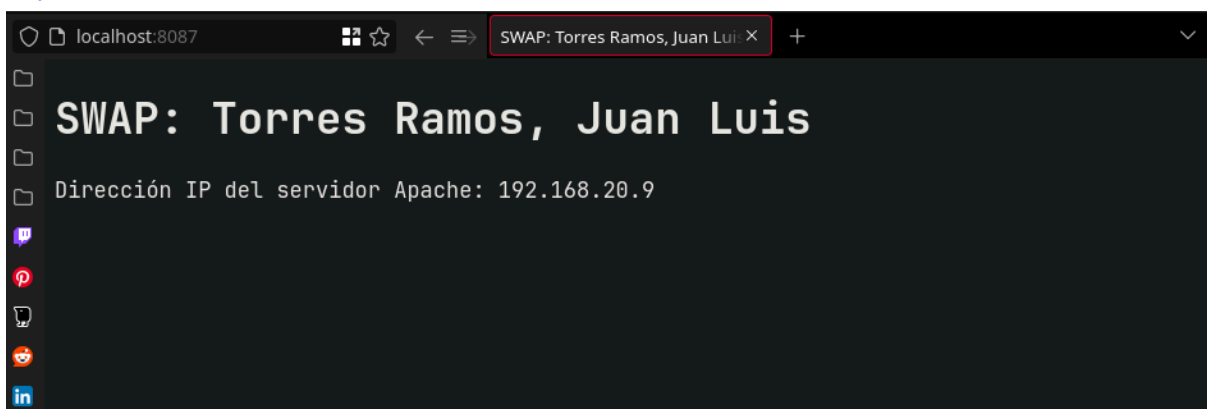 localhost:8087
SWAP: Torres Ramos, Juan Luis
SWAP: Torres Ramos, Juan Luis
Dirección IP del servidor Apache: 192.168.20.9
in